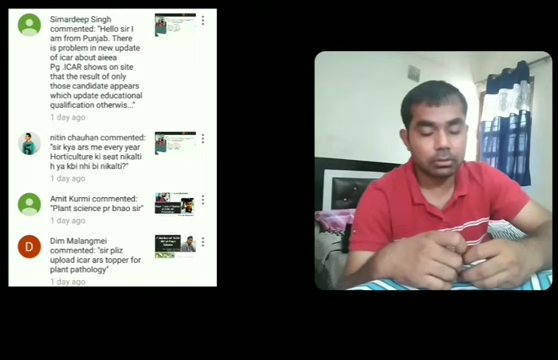 Simardeep Singh
commented: "Hello sir I
am from Punjab. There
is problem in new update
of icar about aieea
Pg .ICAR shows on site
that the result of only
those candidate appears
which update educational
qualification otherwis..."
1 day ago
nitin chauhan commented:
"sir kya ars me every year
Horticulture ki seat nikalti
h ya kbi nhi bi nikalti?"
1 day ago
Amit Kurmi commented:
"Plant science pr bnao sir"
1 day ago
D
Dim Malangmei
commented: "sir pliz
upload icar ars topper for
plant pathology"
1 day ago